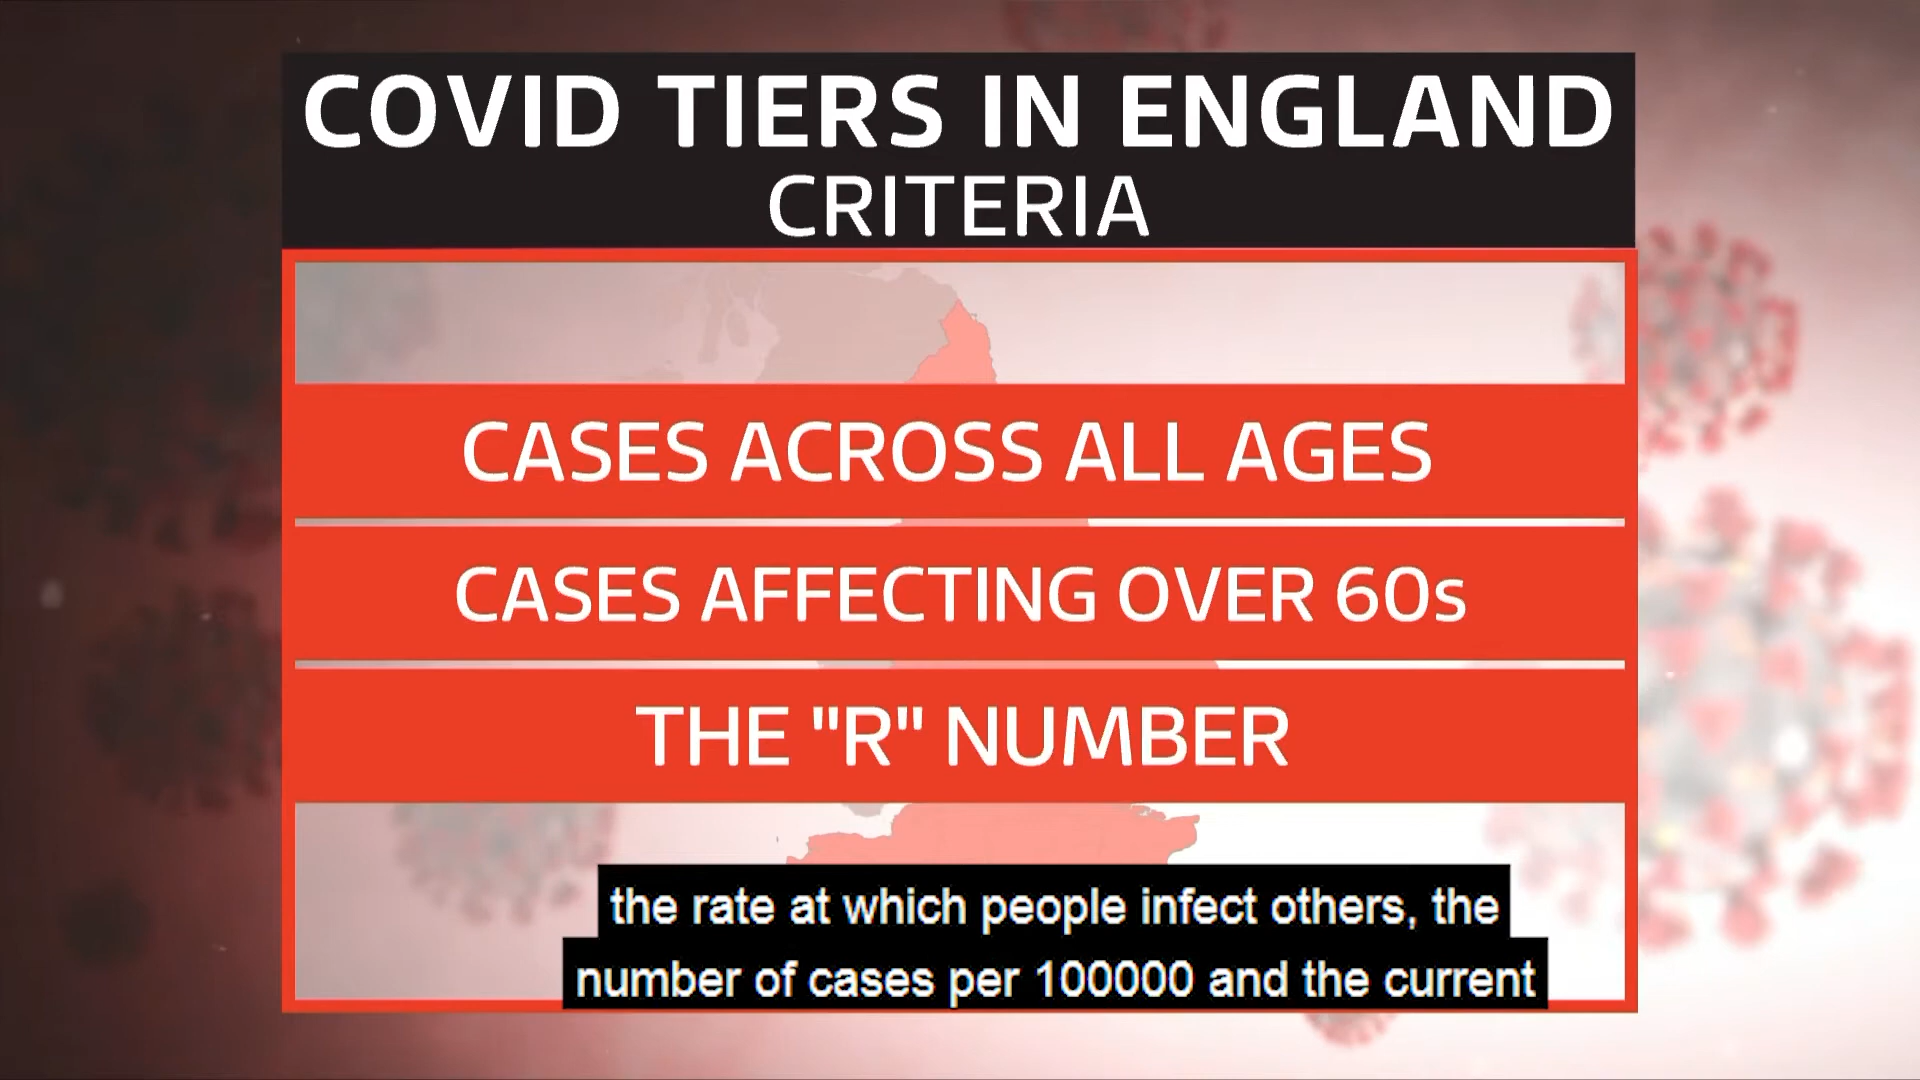 COVID TIERS IN ENGLAND
CRITERIA
CASES ACROSS ALL AGES
CASES AFFECTING OVER 60s
THE "R" NUMBER
the rate at which people infect others, the
number of cases per 100000 and the current